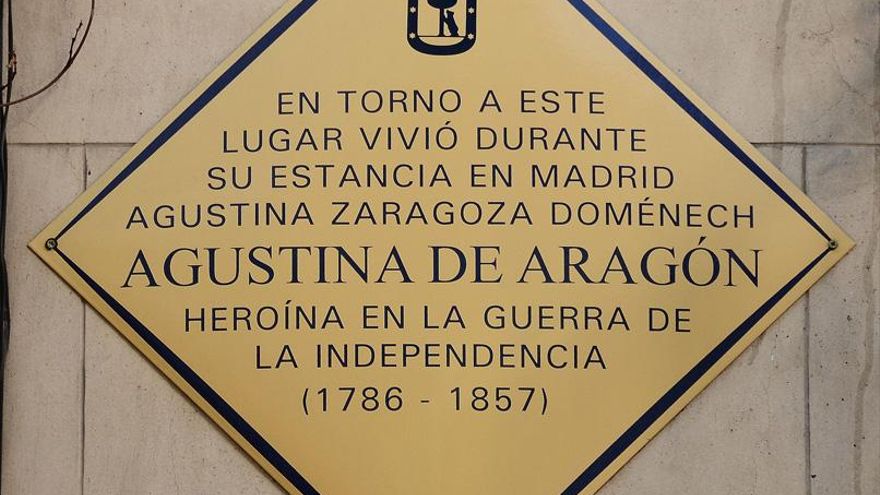 EN TORNO A ESTE
LUGAR VIVIÓ DURANTE
SU ESTANCIA EN MADRID
AGUSTINA ZARAGOZA DOMÉNECH
AGUSTINA DE ARAGÓN
HEROÍNA EN LA GUERRA DE
LA INDEPENDENCIA
(1786 - 1857)